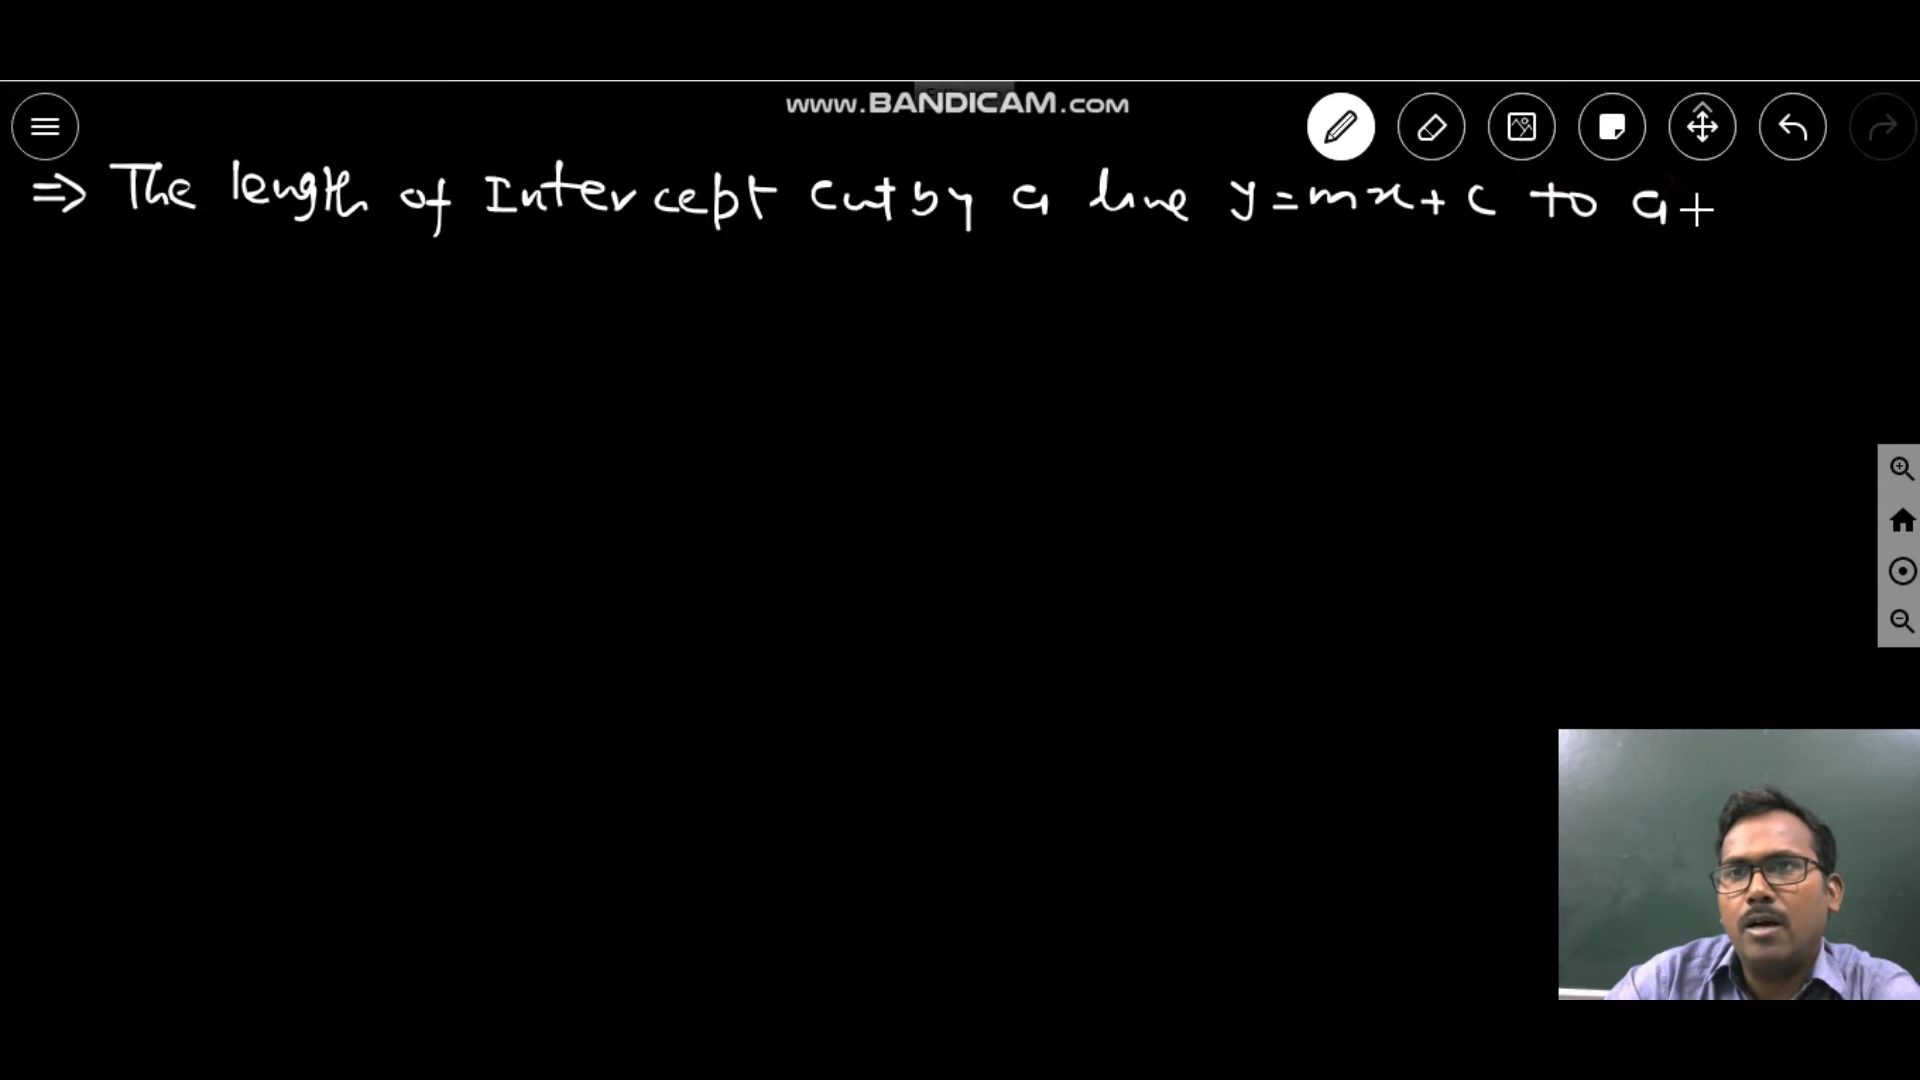 www.BANDICAM.com
⇒ The length of Intercept cut by a line y=mx+c to a